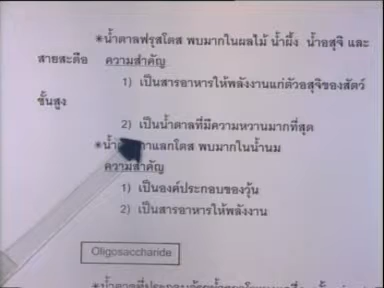 *น้ำตาลฟรุสโตส พบมากในผลไม้ น้ำผึ้ง น้ำอสุจิ และ
สายสะดือ ความสำคัญ
1) เป็นสารอาหารให้พลังงานแก่ตัวอสุจิของสัตว์
ชั้นสูง
2) เป็นน้ำตาลที่มีความหวานมากที่สุด
กาแลกโตส พบมากในน้ำนม
ความสำคัญ
1) เป็นองค์ประกอบของวุ้น
2) เป็นสารอาหารให้พลังงาน
Oligosaccharide